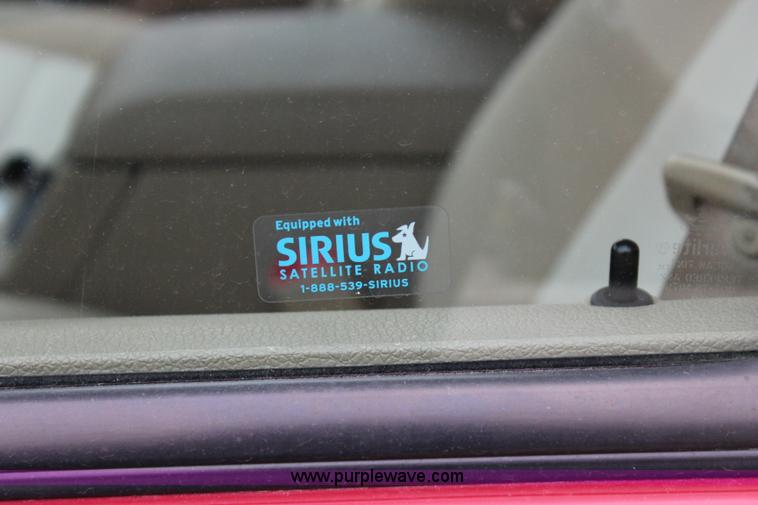 Equipped with
SIRIUS
SATELLITE RADIO
1-888-539-SIRIUS
www.purplewave.com